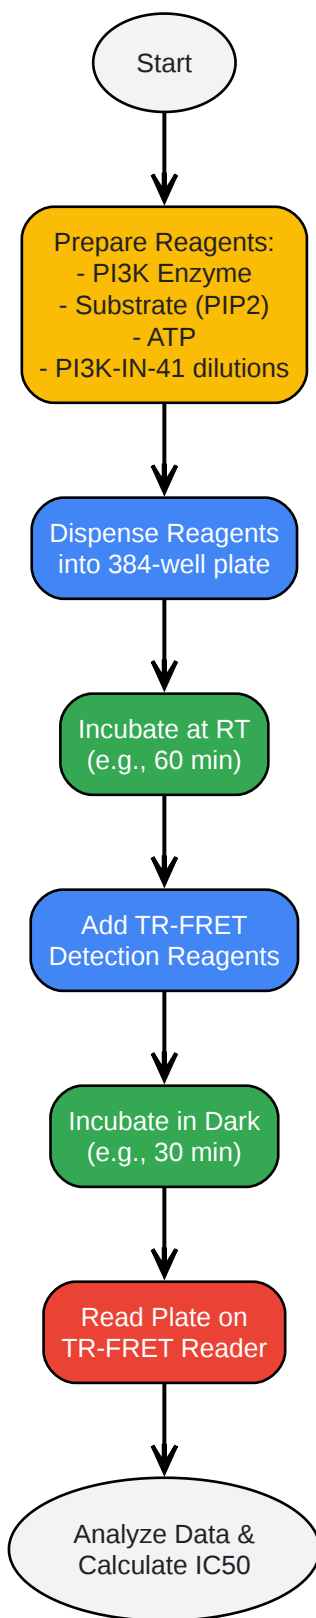 Start
Prepare Reagents:
- PI3K Enzyme
- Substrate (PIP2)
- ATP
- PI3K-IN-41 dilutions
Dispense Reagents
into 384-well plate
Incubate at RT
(e.g., 60 min)
Add TR-FRET
Detection Reagents
Incubate in Dark
(e.g., 30 min)
Read Plate on
TR-FRET Reader
Analyze Data &
Calculate IC50